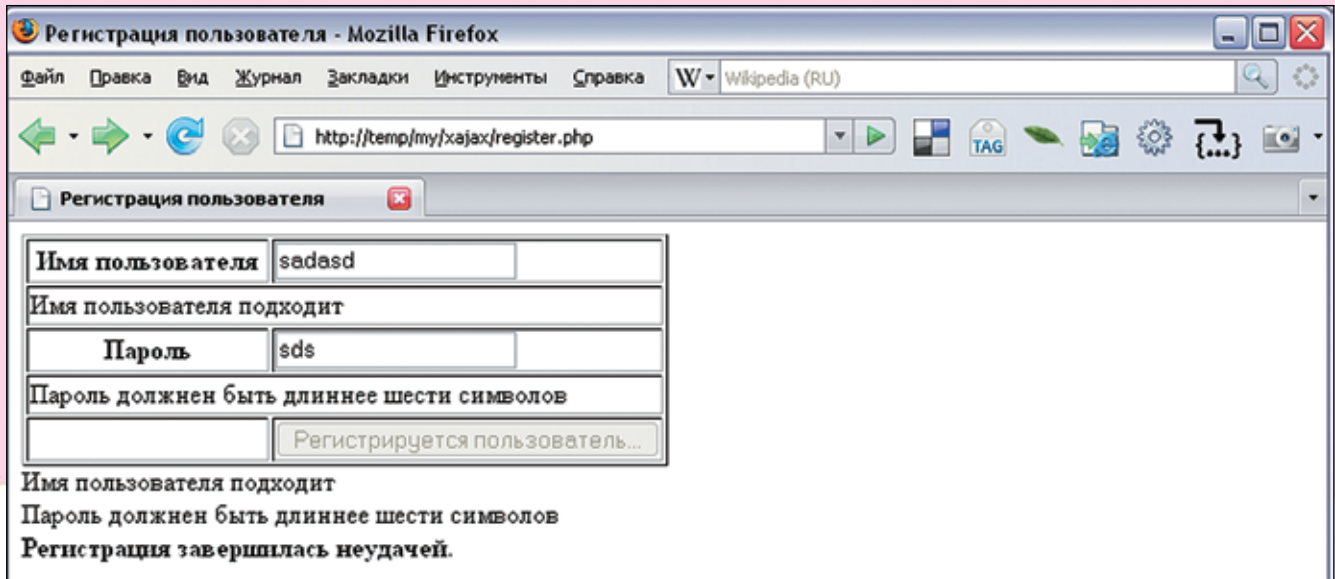 Регистрация пользователя - Mozilla Firefox
Файл Правка Вид Журнал Закладки Инструменты Справка W Wikipedia (RU)
http://temp/my/xajax/register.php TAG {...}
Регистрация пользователя
Имя пользователя sadasd
Имя пользователя подходит
Пароль sds
Пароль должнен быть длиннее шести символов
Регистрируется пользователь...
Имя пользователя подходит
Пароль должнен быть длиннее шести символов
Регистрация завершилась неудачей.